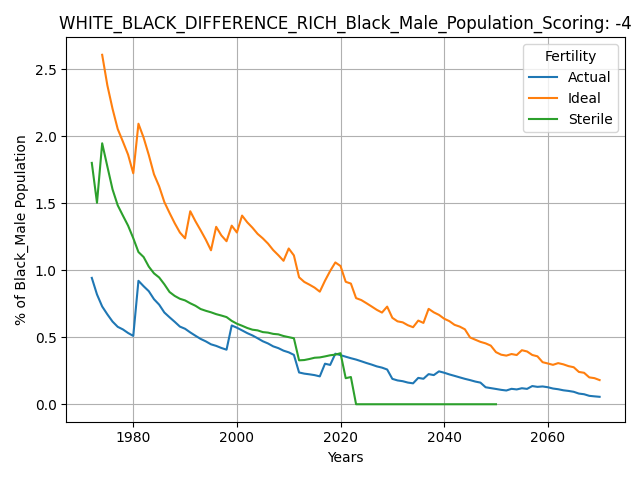 WHITE_BLACK_DIFFERENCE_RICH_Black_Male_Population_Scoring: -4
Fertility
Actual
Ideal
Sterile
% of Black_Male Population
2.5
2.0
1.5
1.0
0.5
0.0
1980 2000 2020 2040 2060
Years